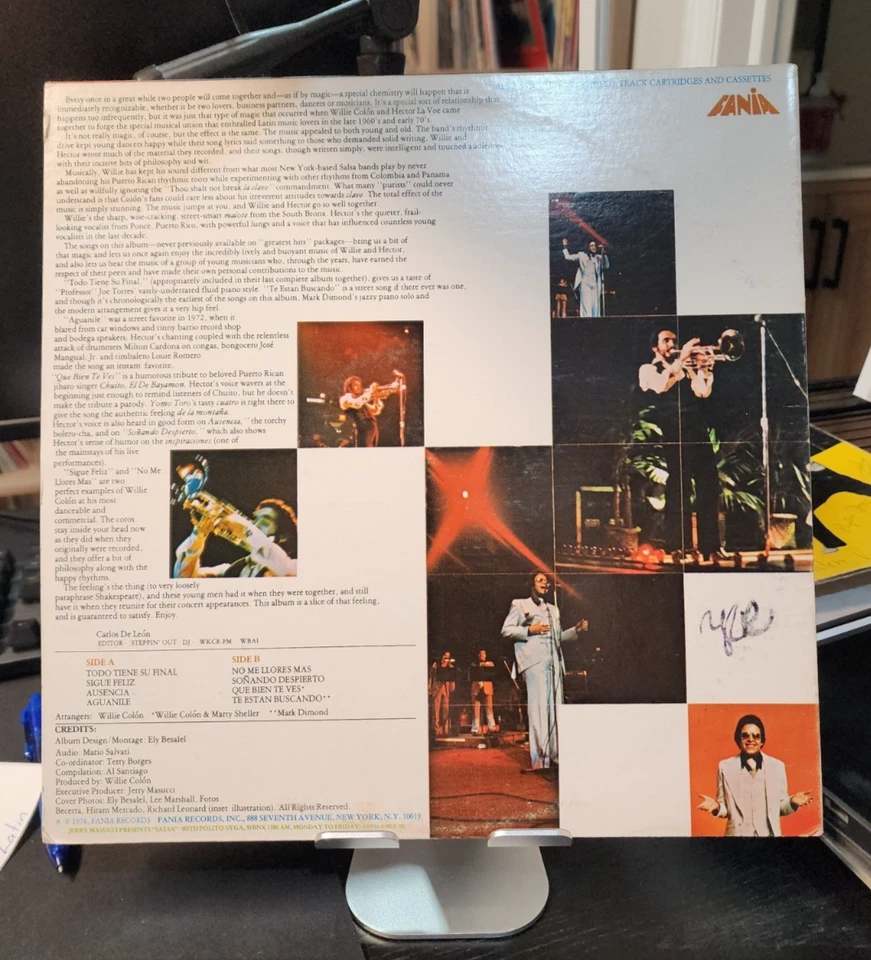 TRACK CARTRIDGES AND CASSETTES
FANIA
Every once in a great while two people will come together and—as if by magic—a special chemistry will happen that is
immediately recognizable, whether it be two lovers, business partners, dancers or musicians. It's a special sort of relationship that
happens too infrequently, but it was just that type of magic that occurred when Willie Colón and Hector La Voe came
together to forge the special musical union that enthralled Latin music lovers in the late 1960's and early 70's.
It's not really magic, of course, but the effect is the same. The music appealed to both young and old. The band's rhythmic
drive kept young dancers happy while their song lyrics said something to those who demanded solid writing. Willie and
Hector wrote much of the material they recorded, and their songs, though written simply, were intelligent and touched audiences
with their incisive bits of philosophy and wit.
Musically, Willie has kept his sound different from what most New York-based Salsa bands play by never
abandoning his Puerto Rican rhythmic roots while experimenting with other rhythms from Colombia and Panama
as well as willfully ignoring the "Thou shalt not break la clave" commandment. What many "purists" could never
understand is that Colón's fans could care less about his irreverent attitudes towards clave. The total effect of the
music is simply stunning. The music jumps at you, and Willie and Hector go so well together.
Willie's the sharp, wise-cracking, street-smart maleste from the South Bronx. Hector's the quieter, frail-
looking vocalist from Ponce, Puerto Rico, with powerful lungs and a voice that has influenced countless young
vocalists in the last decade.
The songs on this album—never previously available on "greatest hits" packages—bring us a bit of
that magic and lets us once again enjoy the incredibly lively and buoyant music of Willie and Hector,
and also lets us hear the music of a group of young musicians who, through the years, have earned the
respect of their peers and have made their own personal contributions to the music.
"Todo Tiene Su Final," (appropriately included in their last complete album together), gives us a taste of
"Professor" Joe Torres' vastly-underrated fluid piano style. "Te Estan Buscando" is a street song if there ever was one,
and though it's chronologically the earliest of the songs on this album, Mark Dimond's jazzy piano solo and
the modern arrangement gives it a very hip feel.
"Aguanile" was a street favorite in 1972, when it
blared from car windows and tinny barrio record shop
and bodega speakers. Hector's chanting coupled with the relentless
attack of drummers Milton Cardona on congas, bongocero José
Mangual, Jr. and timbalero Louie Romero
made the song an instant favorite.
"Que Bien Te Ves" is a humorous tribute to beloved Puerto Rican
jíbaro singer Chuito, El De Bayamon. Hector's voice wavers at the
beginning just enough to remind listeners of Chuito, but he doesn't
make the tribute a parody. Yomo Toro's tasty cuatro is right there to
give the song the authentic feeling de la montaña.
Hector's voice is also heard in good form on Ausencia," the torchy
bolero-cha, and on "Soñando Despierto," which also shows
Hector's sense of humor on the inspiraciones (one of
the mainstays of his live
performances).
"Sigue Feliz" and "No Me
Llores Mas" are two
perfect examples of Willie
Colón at his most
danceable and
commercial. The coros
stay inside your head now
as they did when they
originally were recorded,
and they offer a bit of
philosophy along with the
happy rhythms.
The feeling's the thing (to very loosely
paraphrase Shakespeare), and these young men had it when they were together, and still
have it when they reunite for their concert appearances. This album is a slice of that feeling,
and is guaranteed to satisfy. Enjoy.
Carlos De León
EDITOR · STEPPIN' OUT DJ · WKCR-FM WBAI
SIDE A
TODO TIENE SU FINAL
SIGUE FELIZ
AUSENCIA
AGUANILE
SIDE B
NO ME LLORES MAS
SOÑANDO DESPIERTO
QUE BIEN TE VES*
TE ESTAN BUSCANDO**
Arrangers: Willie Colón *Willie Colón & Marty Sheller **Mark Dimond
CREDITS:
Album Design/Montage: Ely Besalel
Audio: Mario Salvati
Co-ordinator: Terry Borges
Compilation: Al Santiago
Produced by: Willie Colón
Executive Producer: Jerry Masucci
Cover Photos: Ely Besalel, Lee Marshall, Fotos
Becerra, Hiram Mercado, Richard Leonard (inset illustration). All Rights Reserved.
℗ © 1978, FANIA RECORDS FANIA RECORDS, INC., 888 SEVENTH AVENUE, NEW YORK, N.Y. 10019
JERRY MASUCCI PRESENTS "SALSA" WITH POLITO VEGA, WBNX 1380 AM, MONDAY TO FRIDAY
Latin